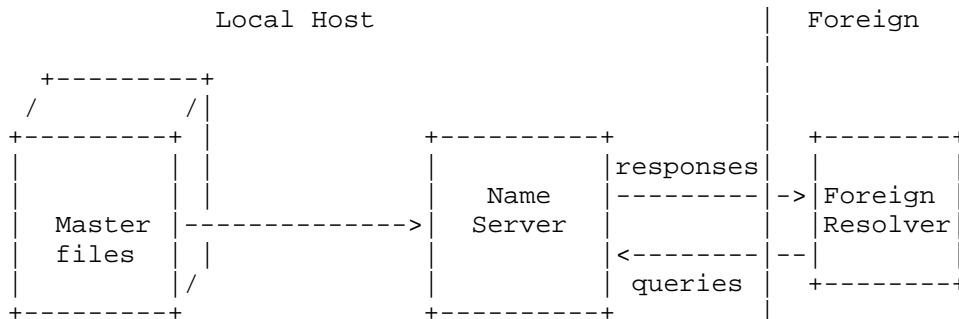 Local Host Foreign
responses
Name Foreign
Master Server Resolver
files
queries